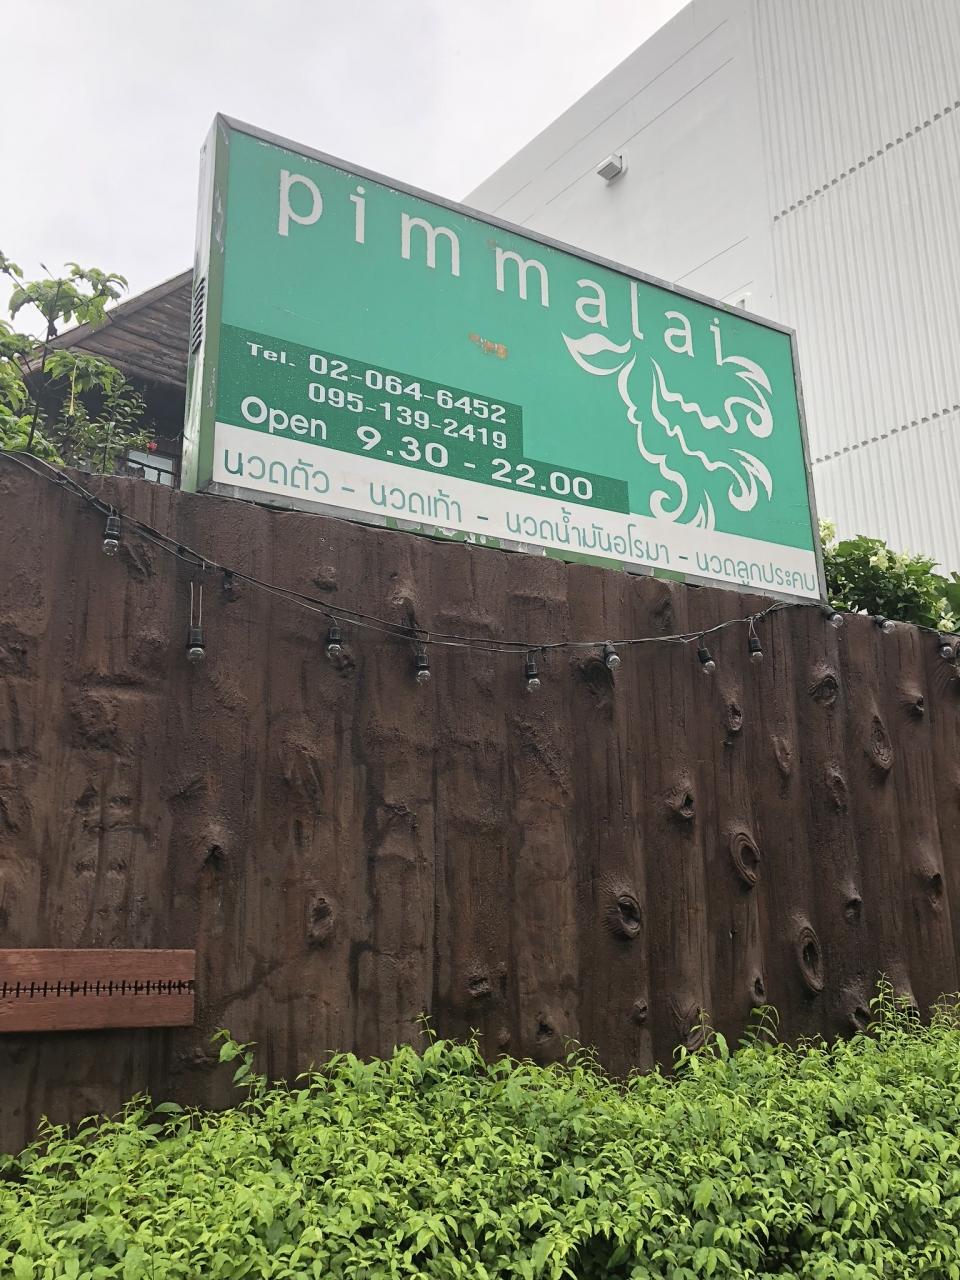 pimmalai
Tel. 02-064-6452
095-139-2419
Open 9.30 - 22.00
นวดตัว - นวดเท้า - นวดน้ำมันอโรมา - นวดลูกประคบ